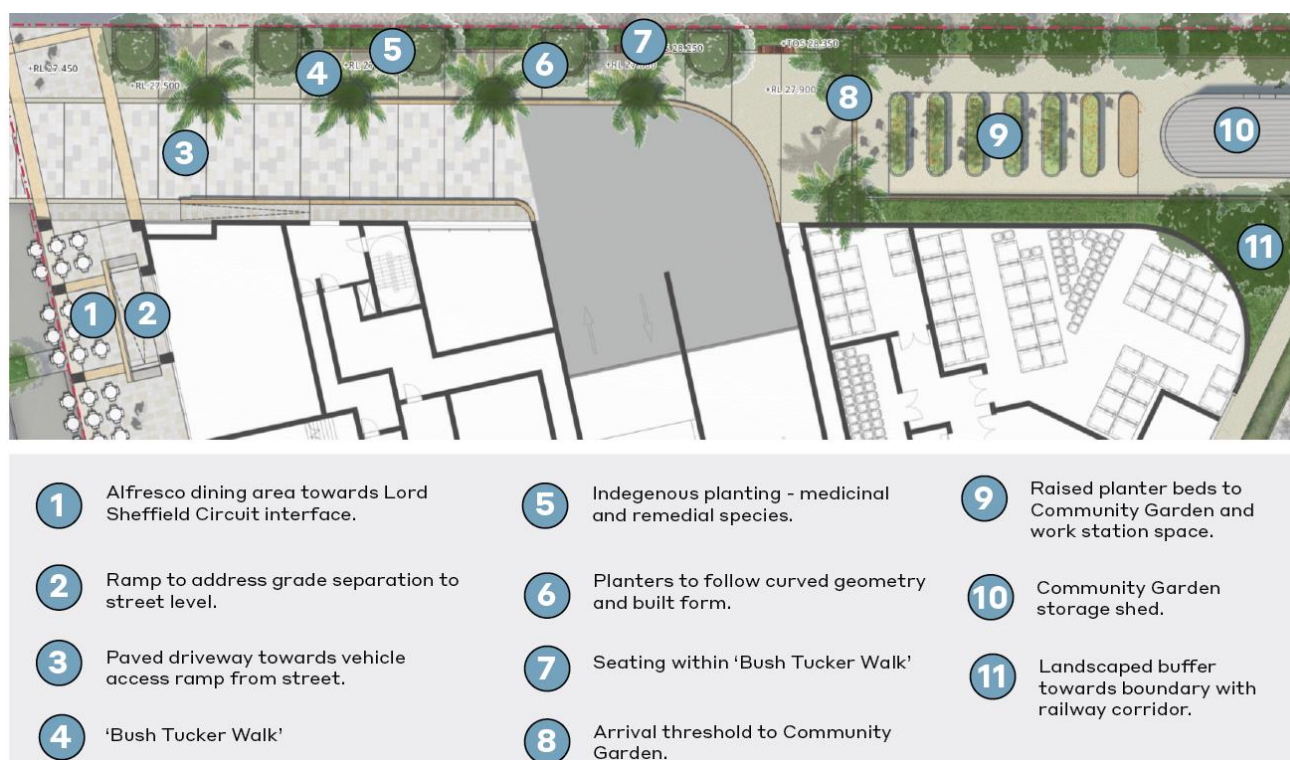 5
7
4
6
+RL 27.450
+RL 27.500
8
+TOS 28.350
+RL 27.900
3
9
10
11
1
2
1
Alfresco dining area towards Lord
Sheffield Circuit interface.
2
Ramp to address grade separation to
street level.
3
Paved driveway towards vehicle
access ramp from street.
4
‘Bush Tucker Walk’
5
Indegenous planting - medicinal
and remedial species.
6
Planters to follow curved geometry
and built form.
7
Seating within ‘Bush Tucker Walk’
8
Arrival threshold to Community
Garden.
9
Raised planter beds to
Community Garden and
work station space.
10
Community Garden
storage shed.
11
Landscaped buffer
towards boundary with
railway corridor.